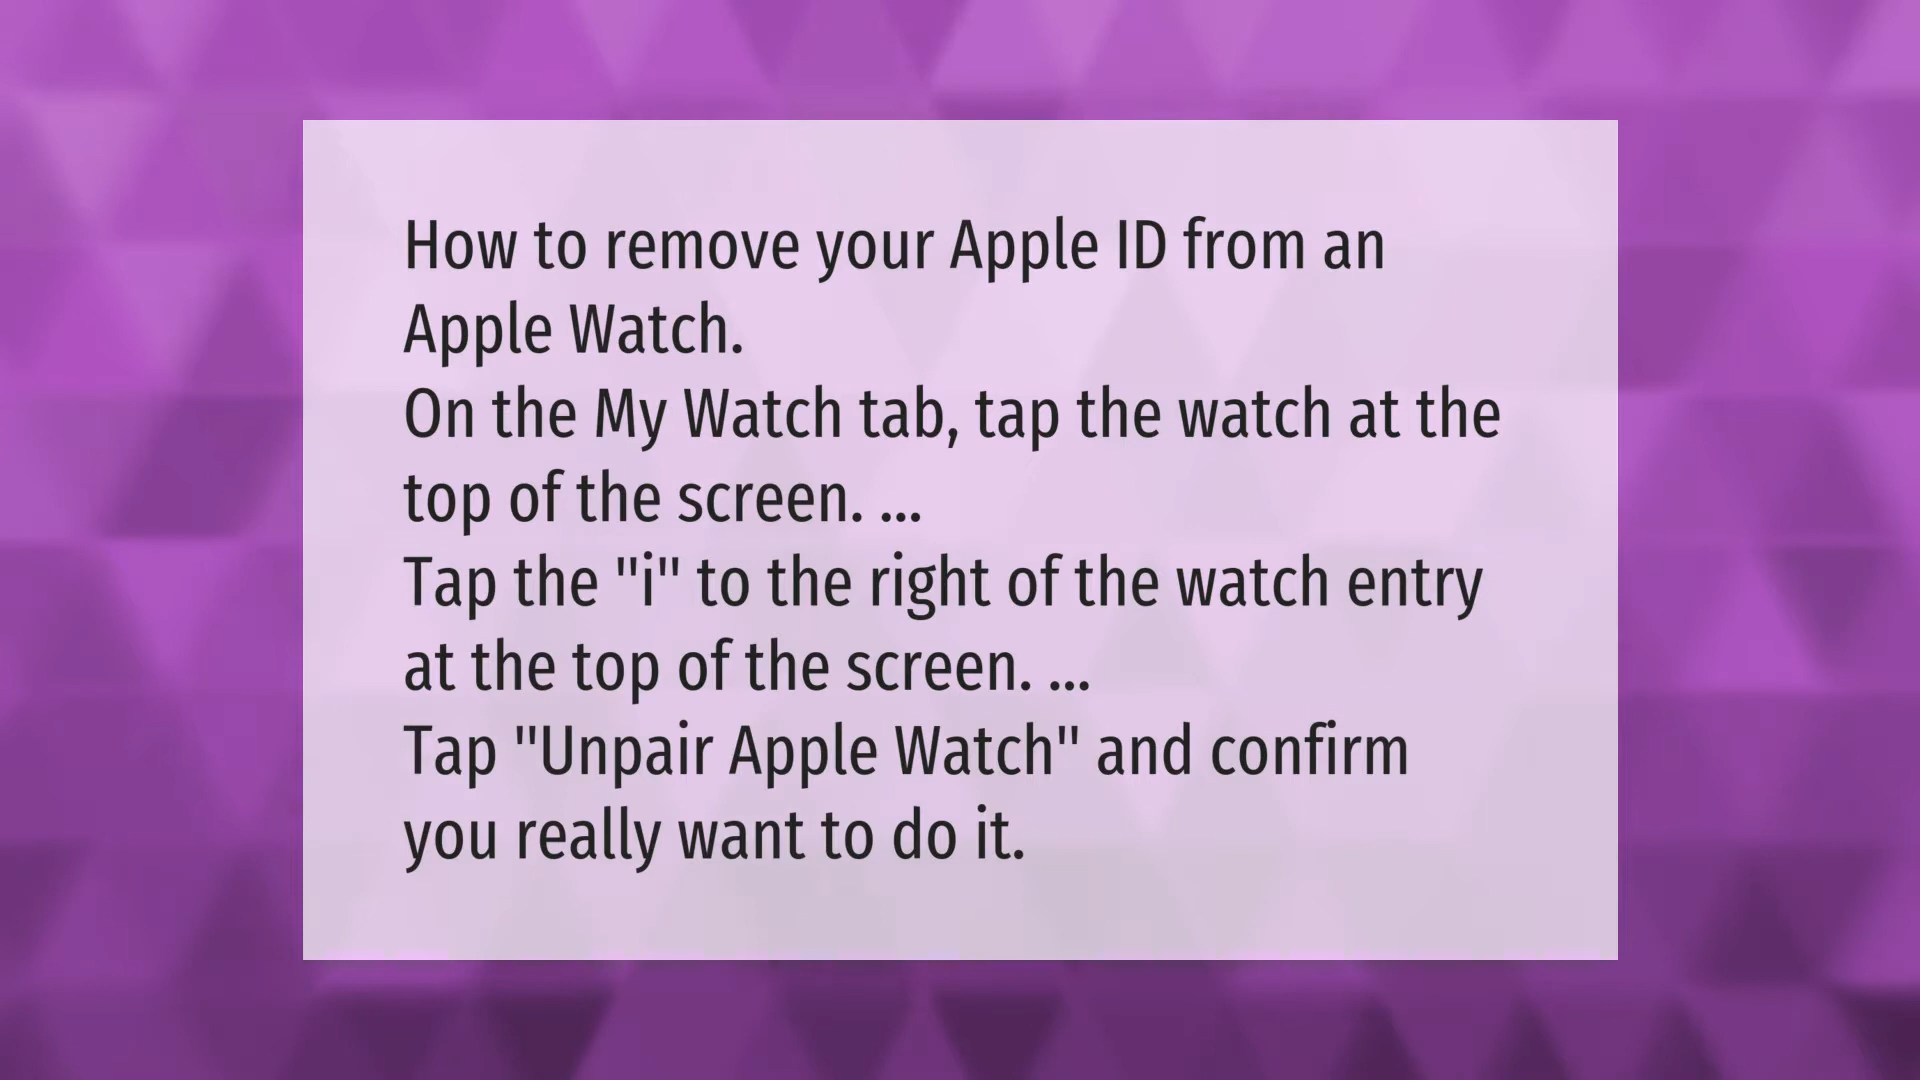 How to remove your Apple ID from an
Apple Watch.
On the My Watch tab, tap the watch at the
top of the screen. ...
Tap the "i" to the right of the watch entry
at the top of the screen. ...
Tap "Unpair Apple Watch" and confirm
you really want to do it.